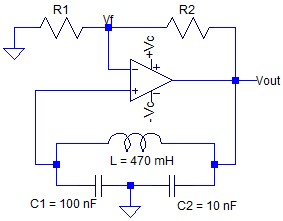 R1 Vf R2
+Vc
−
+
-Vc
Vout
L = 470 mH
C1 = 100 nF C2 = 10 nF